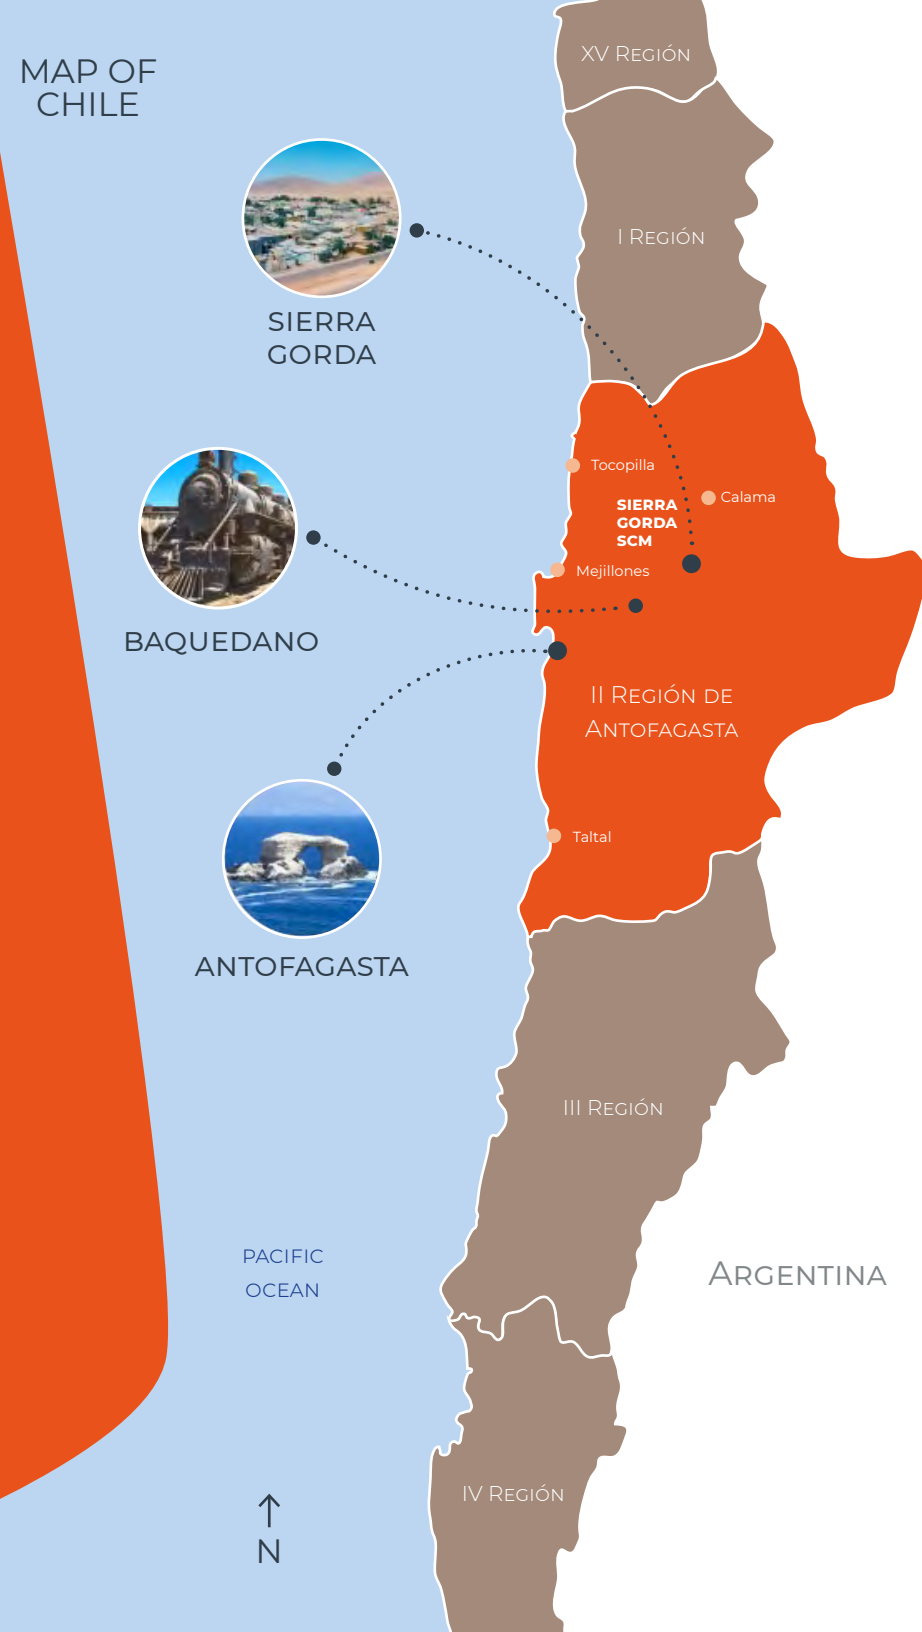 MAP OF
CHILE
XV REGIÓN
I REGIÓN
SIERRA
GORDA
Tocopilla
Calama
SIERRA
GORDA
SCM
Mejillones
BAQUEDANO
II REGIÓN DE
ANTOFAGASTA
Taltal
ANTOFAGASTA
III REGIÓN
PACIFIC
OCEAN
ARGENTINA
IV REGIÓN
N